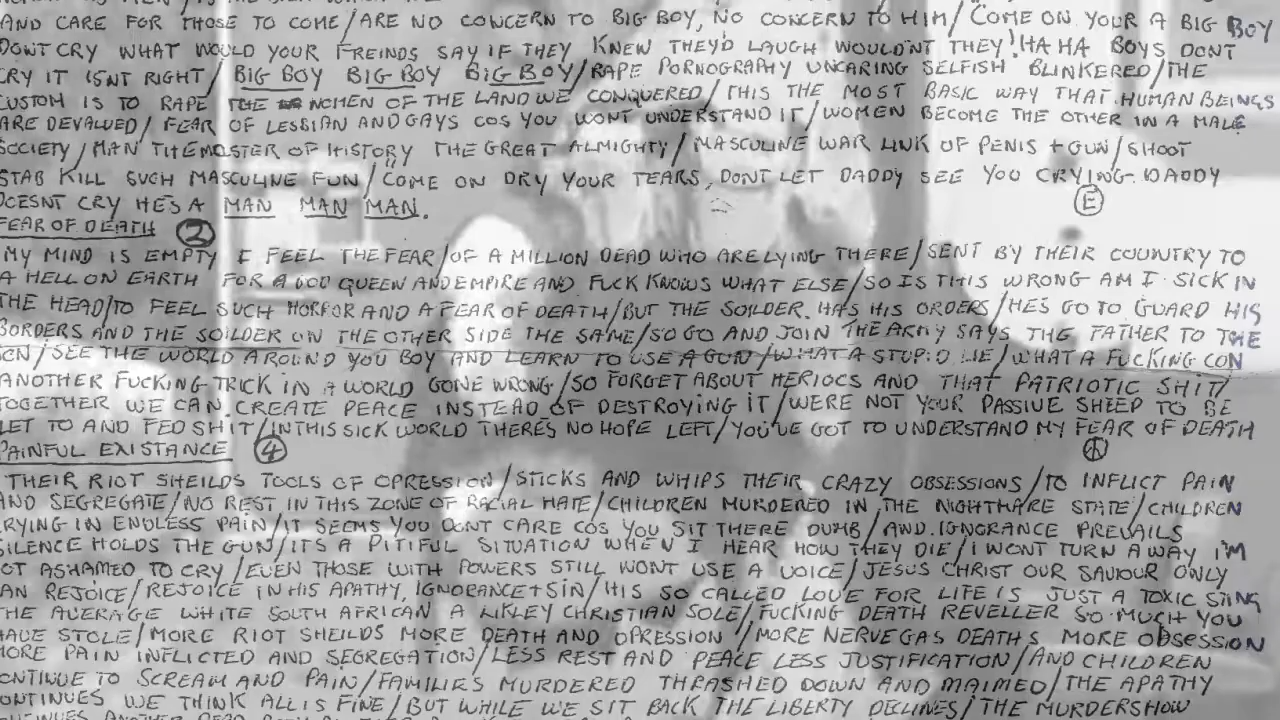 AND CARE FOR THOSE TO COME/ARE NO CONCERN TO BIG BOY, NO CONCERN TO HIM/COME ON YOUR A BIG BOY
DONT CRY WHAT WOULD YOUR FREINDS SAY IF THEY KNEW THEY'D LAUGH WOULDN'T THEY! HA HA BOYS DONT
CRY IT ISNT RIGHT/BIG BOY BIG BOY BIG BOY/RAPE PORNOGRAPHY UNCARING SELFISH BLINKERED/THE
CUSTOM IS TO RAPE THE WOMEN OF THE LAND WE CONQUERED/THIS THE MOST BASIC WAY THAT HUMAN BEINGS
ARE DEVALUED/FEAR OF LESBIAN AND GAYS COS YOU WONT UNDERSTAND IT/WOMEN BECOME THE OTHER IN A MALE
SOCIETY/MAN THE MASTER OF HISTORY THE GREAT ALMIGHTY/MASCULINE WAR LINK OF PENIS + GUN/SHOOT
STAB KILL SUCH MASCULINE FUN/COME ON DRY YOUR TEARS, DONT LET DADDY SEE YOU CRYING. DADDY
DOESNT CRY HE'S A MAN MAN MAN. E
FEAR OF DEATH 2
MY MIND IS EMPTY I FEEL THE FEAR/OF A MILLION DEAD WHO ARE LYING THERE/SENT BY THEIR COUNTRY TO
A HELL ON EARTH FOR A GOD QUEEN AND EMPIRE AND FUCK KNOWS WHAT ELSE/SO IS THIS WRONG AM I SICK IN
THE HEAD/TO FEEL SUCH HORROR AND A FEAR OF DEATH/BUT THE SOILDER HAS HIS ORDERS/HE'S GO TO GUARD HIS
BORDERS AND THE SOILDER ON THE OTHER SIDE THE SAME/SO GO AND JOIN THE ARMY SAYS THE FATHER TO THE
SON/SEE THE WORLD AROUND YOU BOY AND LEARN TO USE A GUN/WHAT A STUPID LIE/WHAT A FUCKING CON
ANOTHER FUCKING TRICK IN A WORLD GONE WRONG/SO FORGET ABOUT HERIOCS AND THAT PATRIOTIC SHIT/
TOGETHER WE CAN CREATE PEACE INSTEAD OF DESTROYING IT/WERE NOT YOUR PASSIVE SHEEP TO BE
LET TO AND FED SHIT/IN THIS SICK WORLD THERE'S NO HOPE LEFT/YOU'VE GOT TO UNDERSTAND MY FEAR OF DEATH
PAINFUL EXISTANCE 4
THEIR RIOT SHEILDS TOOLS OF OPRESSION/STICKS AND WHIPS THEIR CRAZY OBSESSIONS/TO INFLICT PAIN
AND SEGREGATE/NO REST IN THIS ZONE OF RACIAL HATE/CHILDREN MURDERED IN THE NIGHTMARE STATE/CHILDREN
CRYING IN ENDLESS PAIN/IT SEEMS YOU DONT CARE COS YOU SIT THERE DUMB/AND IGNORANCE PREVAILS
SILENCE HOLDS THE GUN/IT'S A PITIFUL SITUATION WHEN I HEAR HOW THEY DIE/I WONT TURN AWAY I'M
NOT ASHAMED TO CRY/EVEN THOSE WITH POWERS STILL WONT USE A VOICE/JESUS CHRIST OUR SAVIOUR ONLY
CAN REJOICE/REJOICE IN HIS APATHY, IGNORANCE + SIN/HIS SO CALLED LOVE FOR LIFE IS JUST A TOXIC STING
THE AVERAGE WHITE SOUTH AFRICAN A LIKLEY CHRISTIAN SOLE/FUCKING DEATH REVELLER SO MUCH YOU
HAVE STOLE/MORE RIOT SHEILDS MORE DEATH AND OPRESSION/MORE NERVE GAS DEATHS MORE OBSESSION
MORE PAIN INFLICTED AND SEGREGATION/LESS REST AND PEACE LESS JUSTIFICATION/AND CHILDREN
CONTINUE TO SCREAM AND PAIN/FAMILIES MURDERED THRASHED DOWN AND MAIMED/THE APATHY
CONTINUES WE THINK ALL IS FINE/BUT WHILE WE SIT BACK THE LIBERTY DECLINES/THE MURDERSHOW